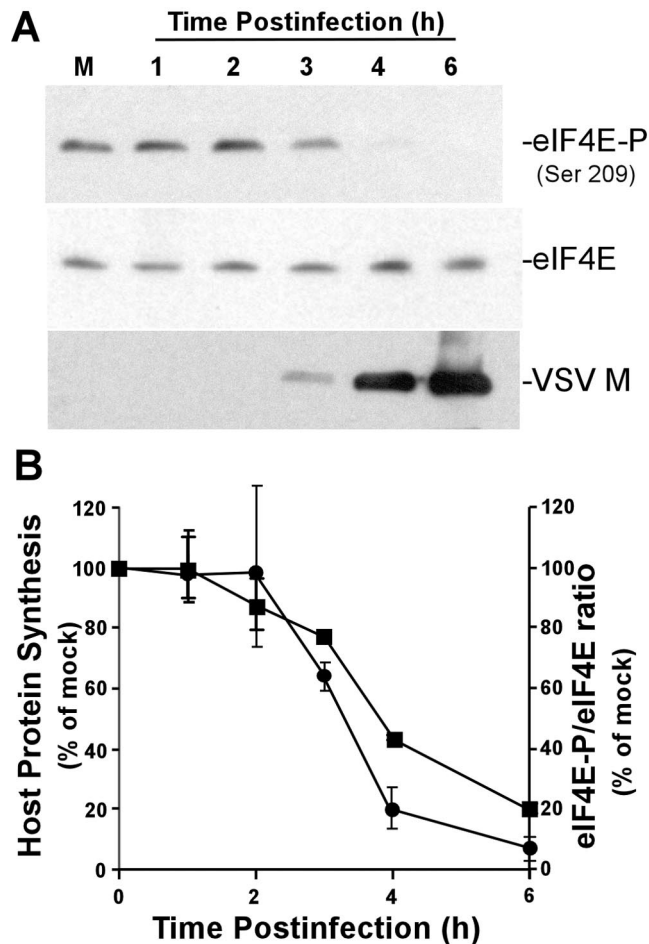 A
Time Postinfection (h)
M 1 2 3 4 6
-eIF4E-P
(Ser 209)
-eIF4E
-VSV M
B
Host Protein Synthesis
(% of mock)
120
100
80
60
40
20
0
0 2 4 6
Time Postinfection (h)
120
100
80
60
40
20
0
eIF4E-P/eIF4E ratio
(% of mock)